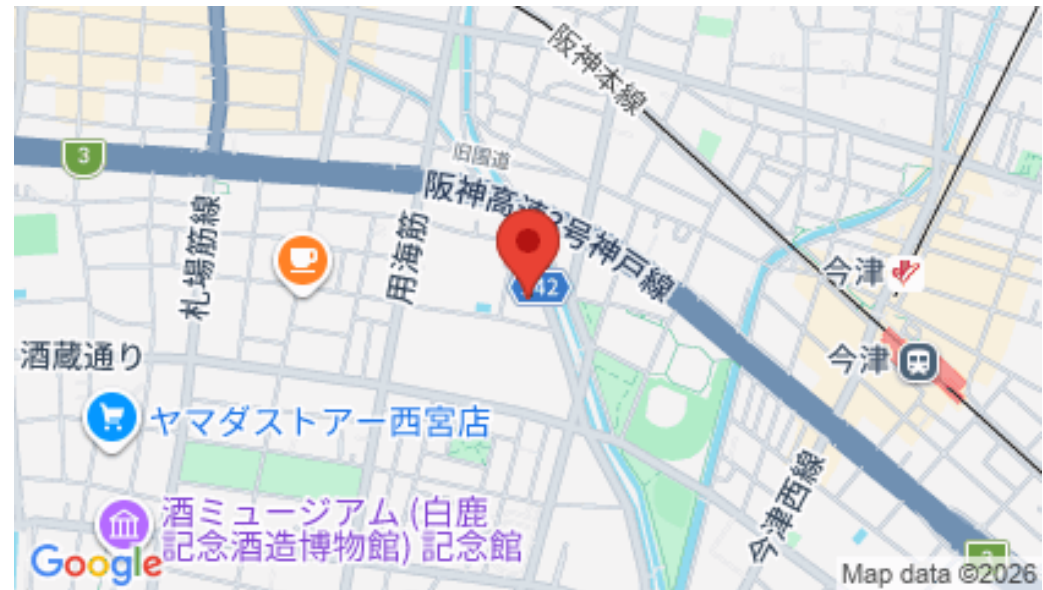 阪神本線
3
旧國道
阪神高速3号神戸線
札場筋線
用海筋
今津
42
酒蔵通り
今津
ヤマダストアー西宮店
今津西線
酒ミュージアム (白鹿
記念酒造博物館) 記念館
Google
Map data ©2026